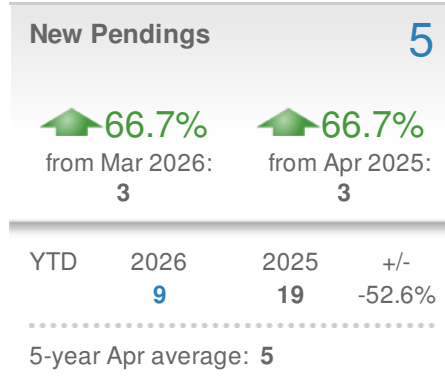 New Pendings 5
66.7% 66.7%
from Mar 2026: from Apr 2025:
3 3
YTD 2026 2025 +/-
9 19 -52.6%
5-year Apr average: 5